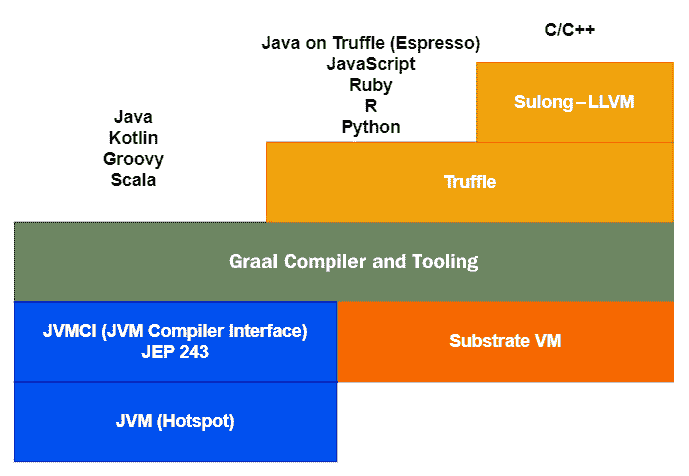 C/C++
Java on Truffle (Espresso)
JavaScript
Ruby
R
Python
Sulong–LLVM
Java
Kotlin
Groovy
Scala
Truffle
Graal Compiler and Tooling
JVMCI (JVM Compiler Interface)
JEP 243
Substrate VM
JVM (Hotspot)